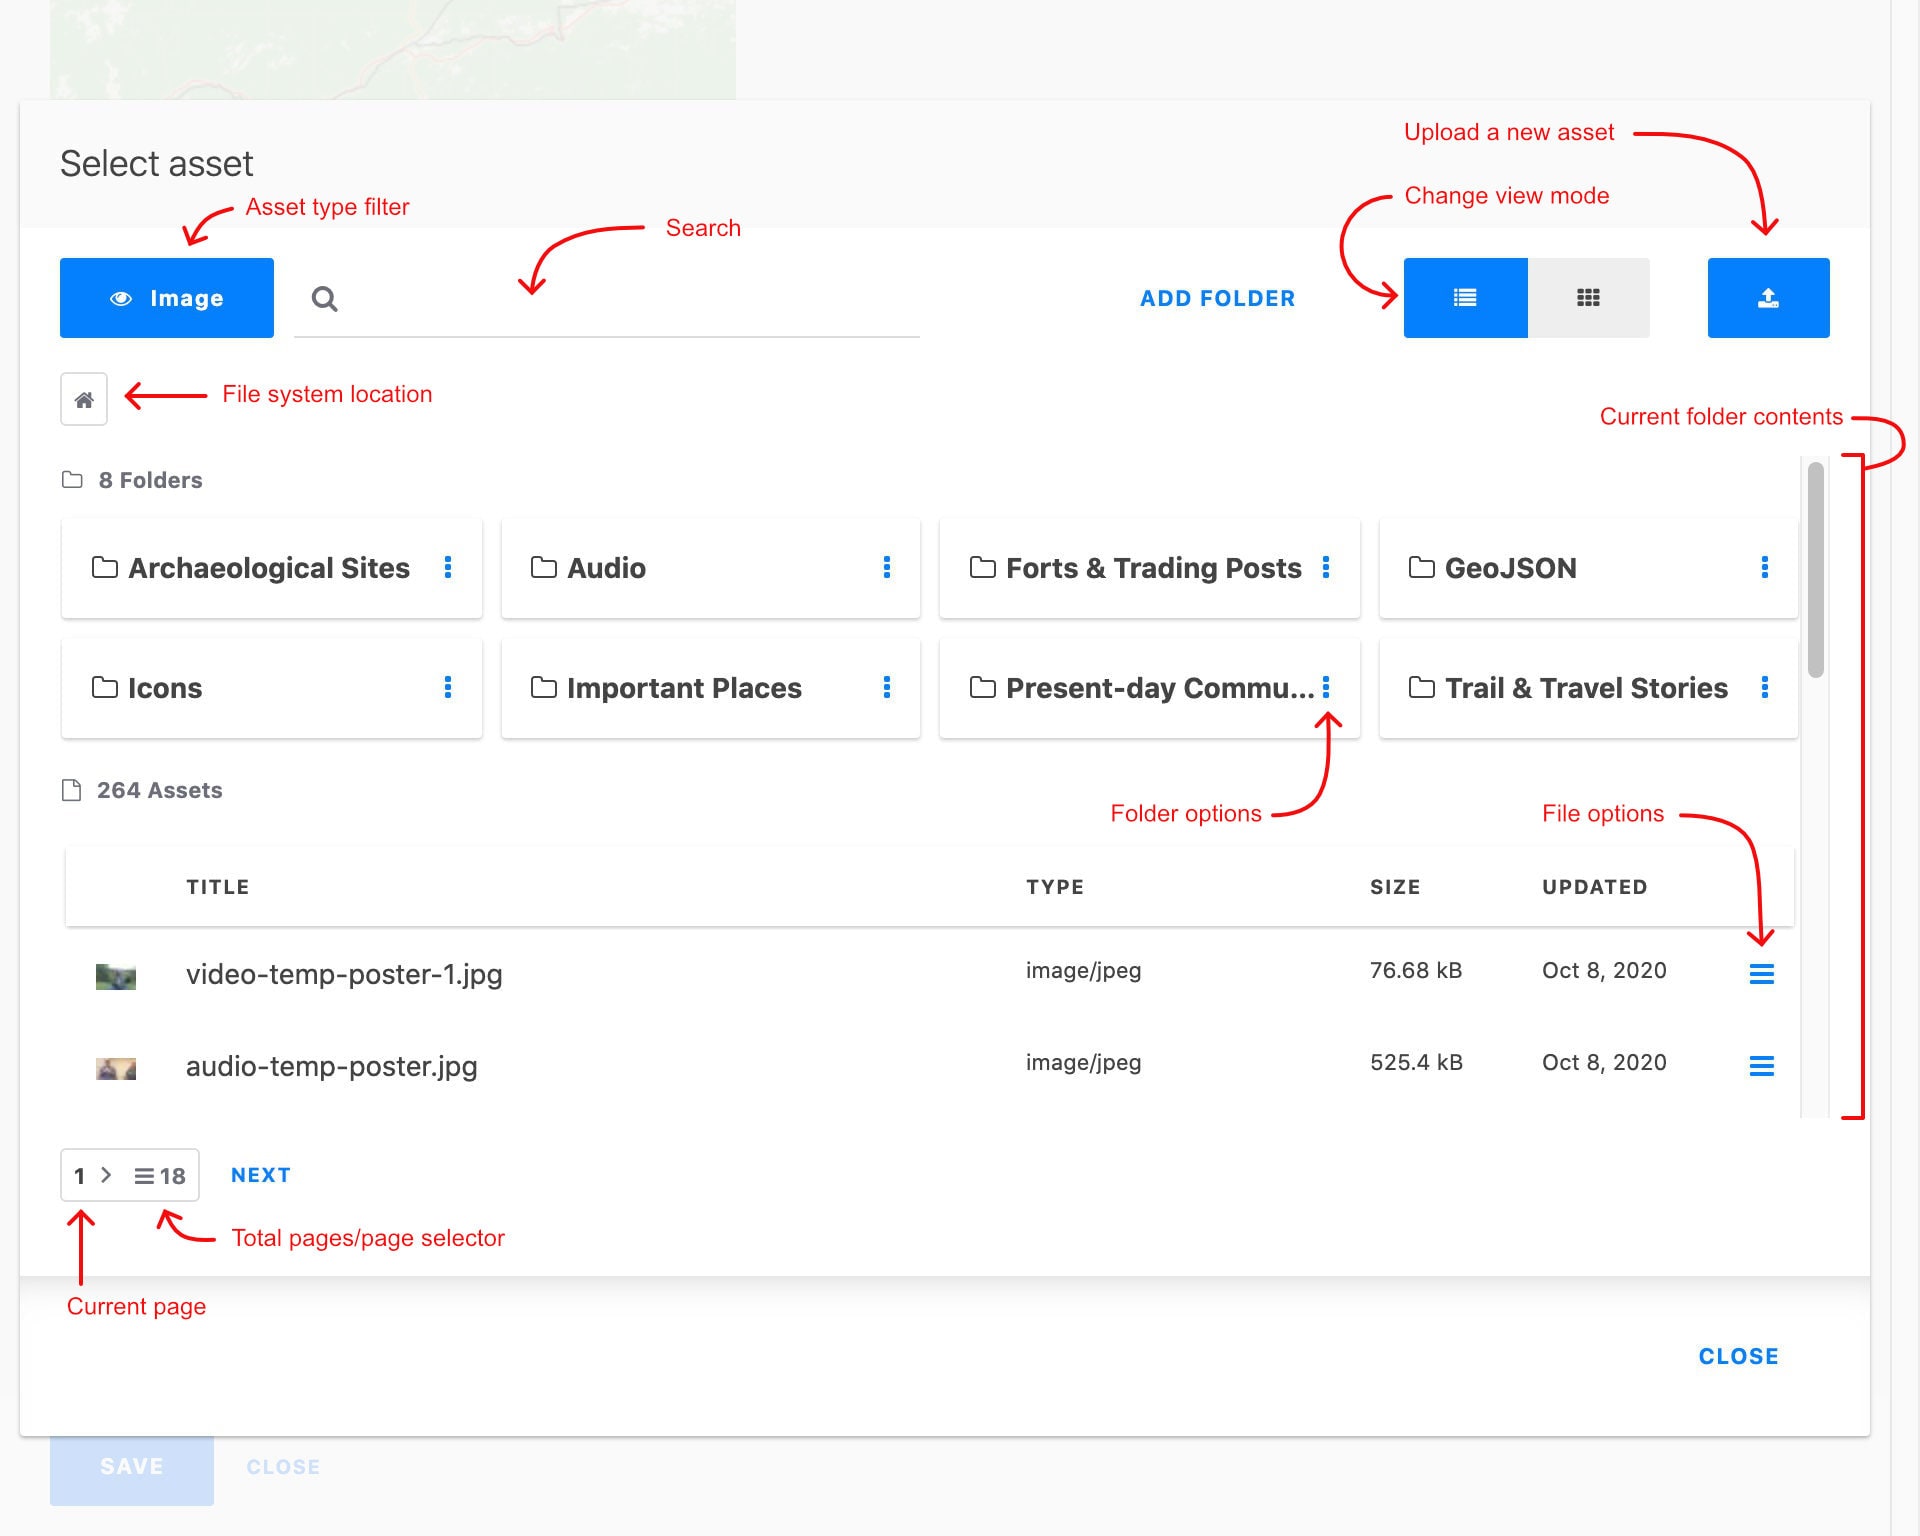 Upload a new asset
Select asset
Change view mode
Asset type filter
Search
Image
ADD FOLDER
File system location
Current folder contents
8 Folders
Archaeological Sites
Audio
Forts & Trading Posts
GeoJSON
Icons
Important Places
Present-day Commu...
Trail & Travel Stories
264 Assets
Folder options
File options
TITLE TYPE SIZE UPDATED
video-temp-poster-1.jpg image/jpeg 76.68 kB Oct 8, 2020
audio-temp-poster.jpg image/jpeg 525.4 kB Oct 8, 2020
1 > 18 NEXT
Total pages/page selector
Current page
CLOSE
SAVE CLOSE